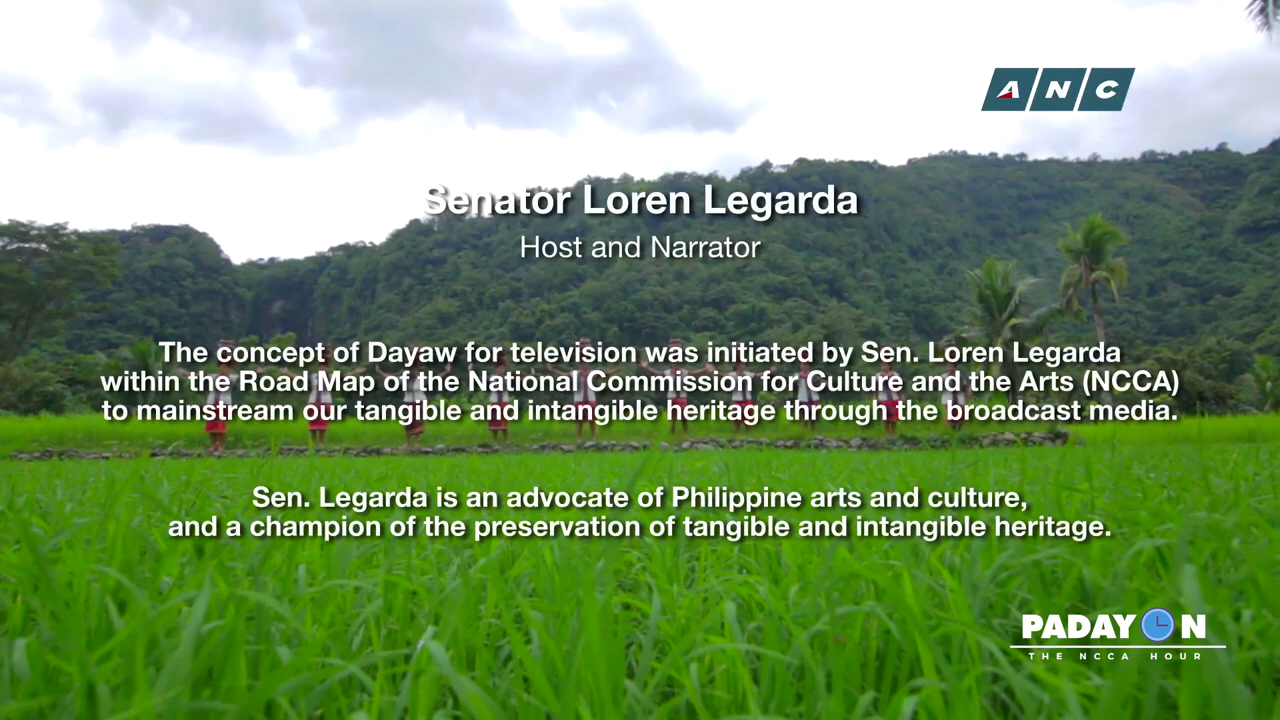 ANC
Senator Loren Legarda
Host and Narrator
The concept of Dayaw for television was initiated by Sen. Loren Legarda
within the Road Map of the National Commission for Culture and the Arts (NCCA)
to mainstream our tangible and intangible heritage through the broadcast media.
Sen. Legarda is an advocate of Philippine arts and culture,
and a champion of the preservation of tangible and intangible heritage.
PADAYON
THE NCCA HOUR